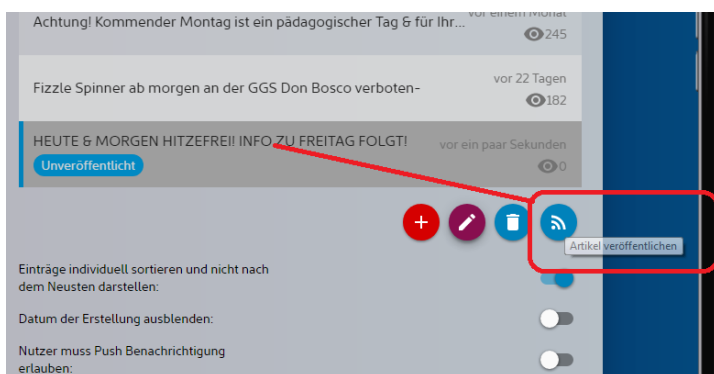 Achtung! Kommender Montag ist ein pädagogischer Tag & für Ihr...
vor einem Monat
245
Fizzle Spinner ab morgen an der GGS Don Bosco verboten-
vor 22 Tagen
182
HEUTE & MORGEN HITZEFREI! INFO ZU FREITAG FOLGT!
vor ein paar Sekunden
Unveröffentlicht
0
Artikel veröffentlichen
Einträge individuell sortieren und nicht nach
dem Neusten darstellen:
Datum der Erstellung ausblenden:
Nutzer muss Push Benachrichtigung
erlauben: